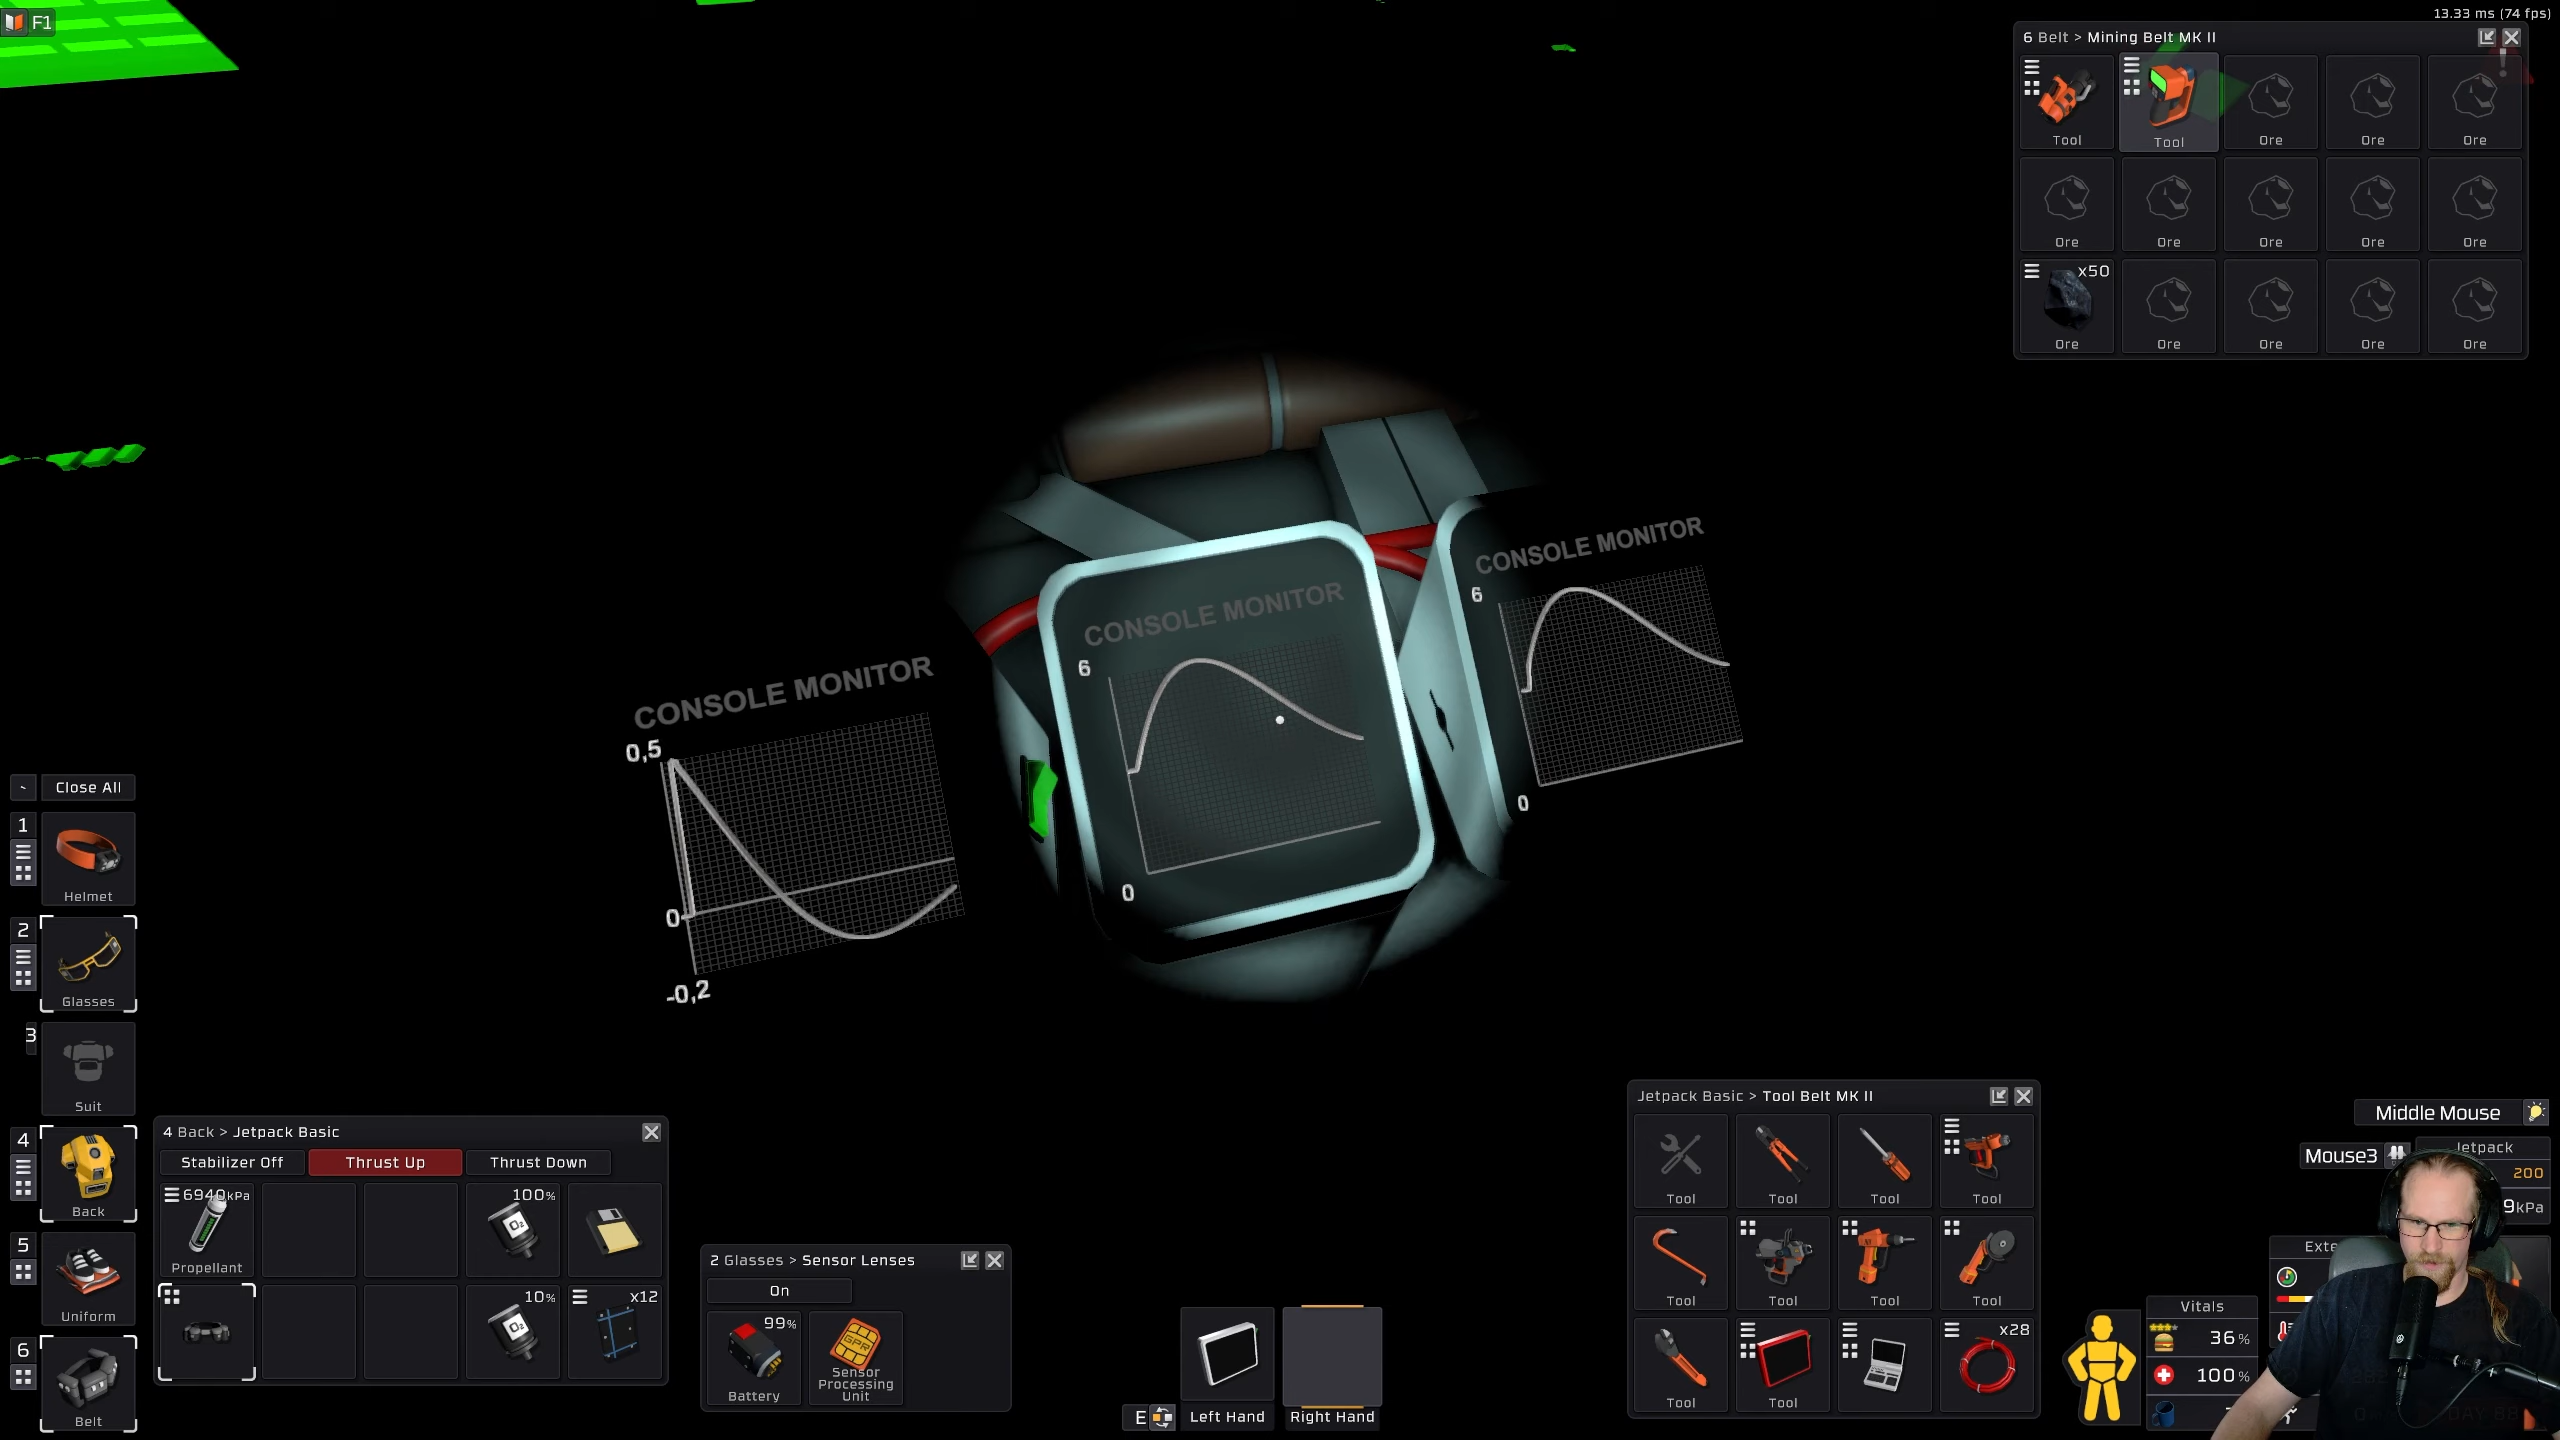 F1
13.33 ms (74 fps)
6 Belt > Mining Belt MK II
Tool
Tool
Ore
Ore
Ore
Ore
Ore
Ore
Ore
Ore
x50
Ore
Ore
Ore
Ore
Ore
CONSOLE MONITOR
6
0
CONSOLE MONITOR
6
0
CONSOLE MONITOR
0,5
0
-0,2
~ Close All
1
Helmet
2
Glasses
3
Suit
4
Back
5
Uniform
6
Belt
4 Back > Jetpack Basic
Stabilizer Off
Thrust Up
Thrust Down
6940kPa
Propellant
100%
O2
10%
O2
x12
2 Glasses > Sensor Lenses
On
99%
Battery
GPR
Sensor
Processing
Unit
E
Left Hand
Right Hand
Jetpack Basic > Tool Belt MK II
Tool
Tool
Tool
Tool
Tool
Tool
Tool
Tool
Tool
Tool
x28
Middle Mouse
Mouse3
Jetpack
200
9kPa
Vitals
36%
100%